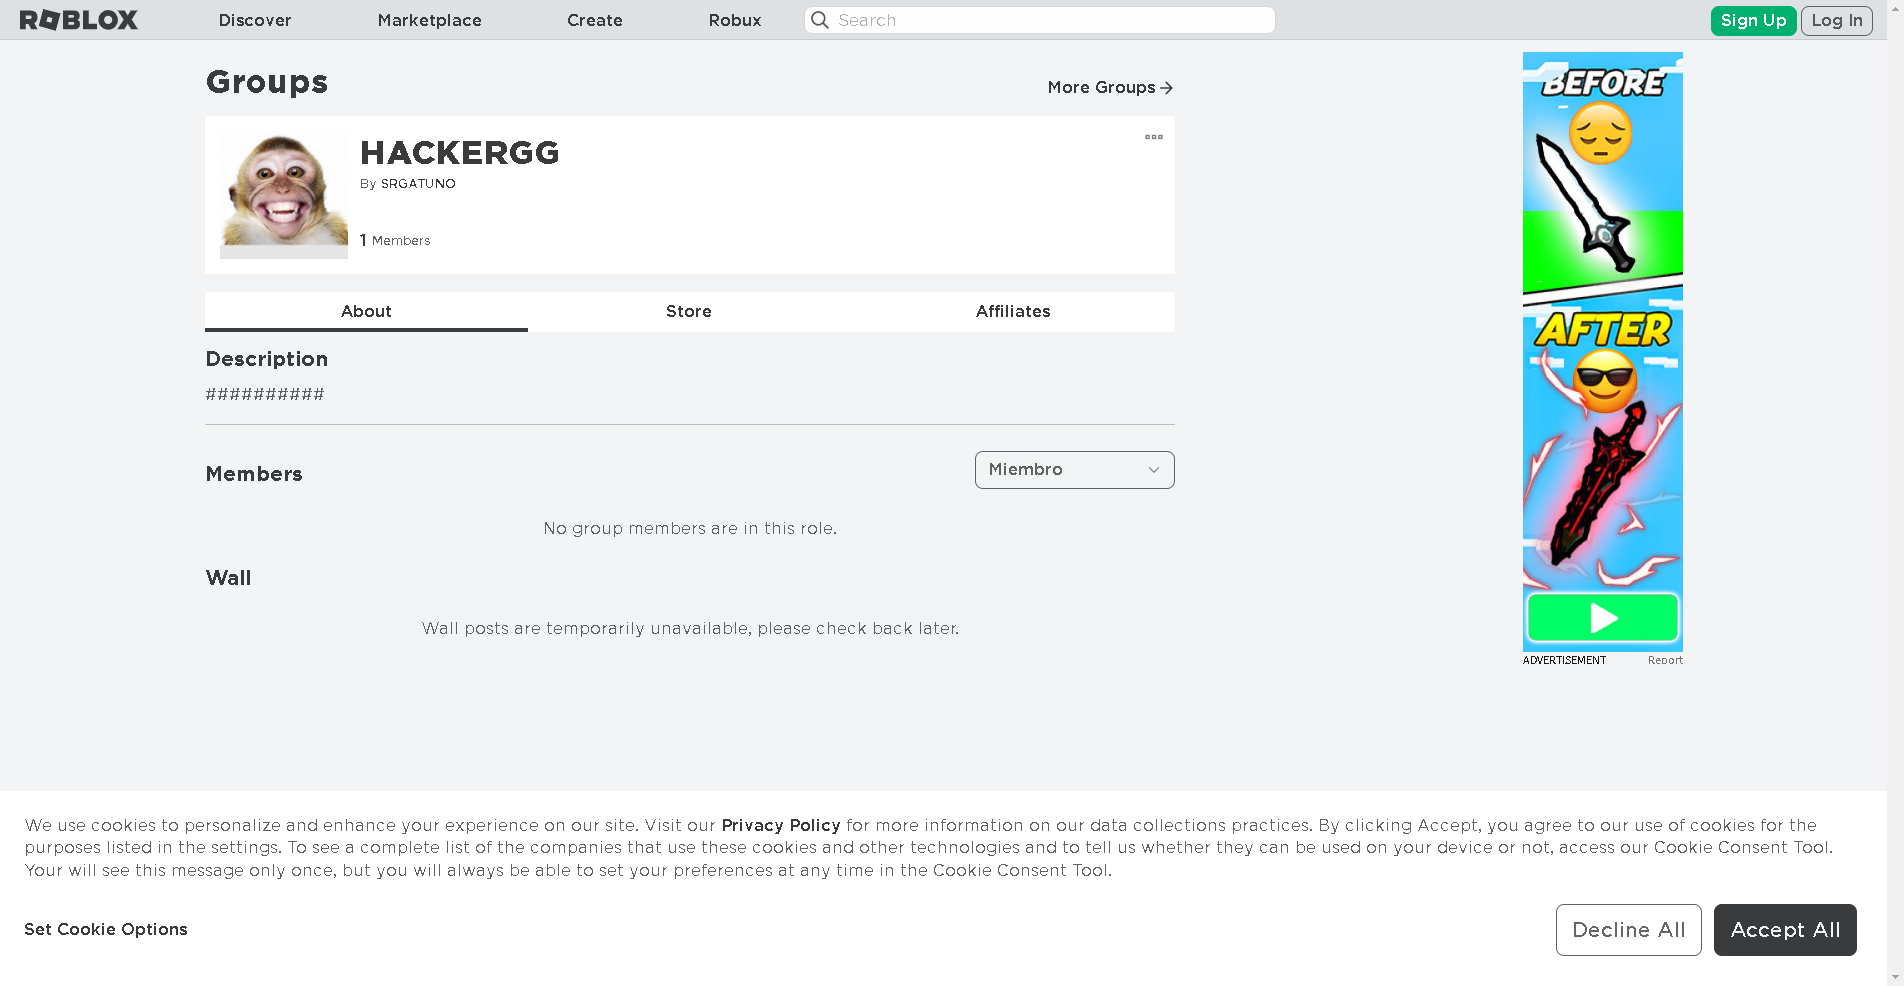 ROBLOX Discover Marketplace Create Robux Search Sign Up Log In
Groups
More Groups
HACKERGG
By SRGATUNO
1 Members
About Store Affiliates
Description
##########
Members
Miembro
No group members are in this role.
Wall
Wall posts are temporarily unavailable, please check back later.
BEFORE
AFTER
ADVERTISEMENT Report
We use cookies to personalize and enhance your experience on our site. Visit our Privacy Policy for more information on our data collections practices. By clicking Accept, you agree to our use of cookies for the
purposes listed in the settings. To see a complete list of the companies that use these cookies and other technologies and to tell us whether they can be used on your device or not, access our Cookie Consent Tool.
Your will see this message only once, but you will always be able to set your preferences at any time in the Cookie Consent Tool.
Set Cookie Options
Decline All
Accept All